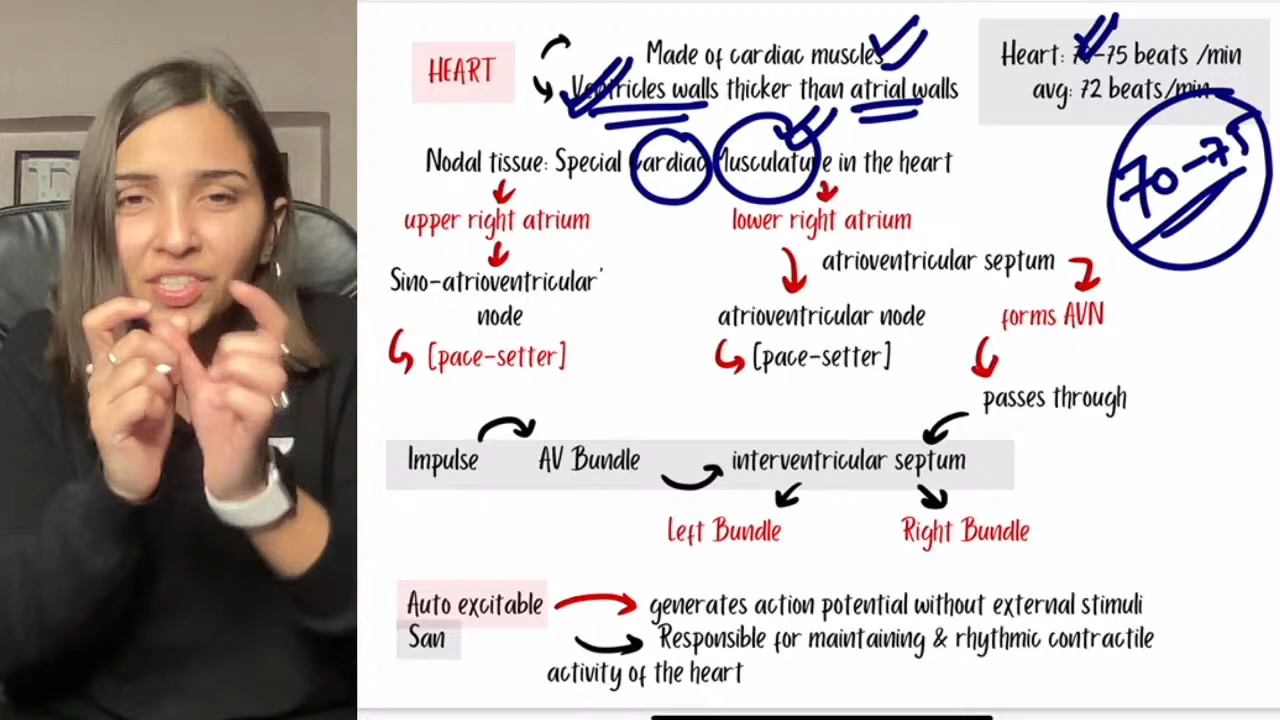 HEART
Made of cardiac muscles
Ventricles walls thicker than atrial walls
Heart: 70-75 beats /min
avg: 72 beats/min
70-75
Nodal tissue: Special Cardiac Musculature in the heart
upper right atrium
lower right atrium
atrioventricular septum
Sino-atrioventricular'
node
atrioventricular node
forms AVN
[pace-setter]
[pace-setter]
passes through
Impulse
AV Bundle
interventricular septum
Left Bundle
Right Bundle
Auto excitable
generates action potential without external stimuli
San
Responsible for maintaining & rhythmic contractile
activity of the heart